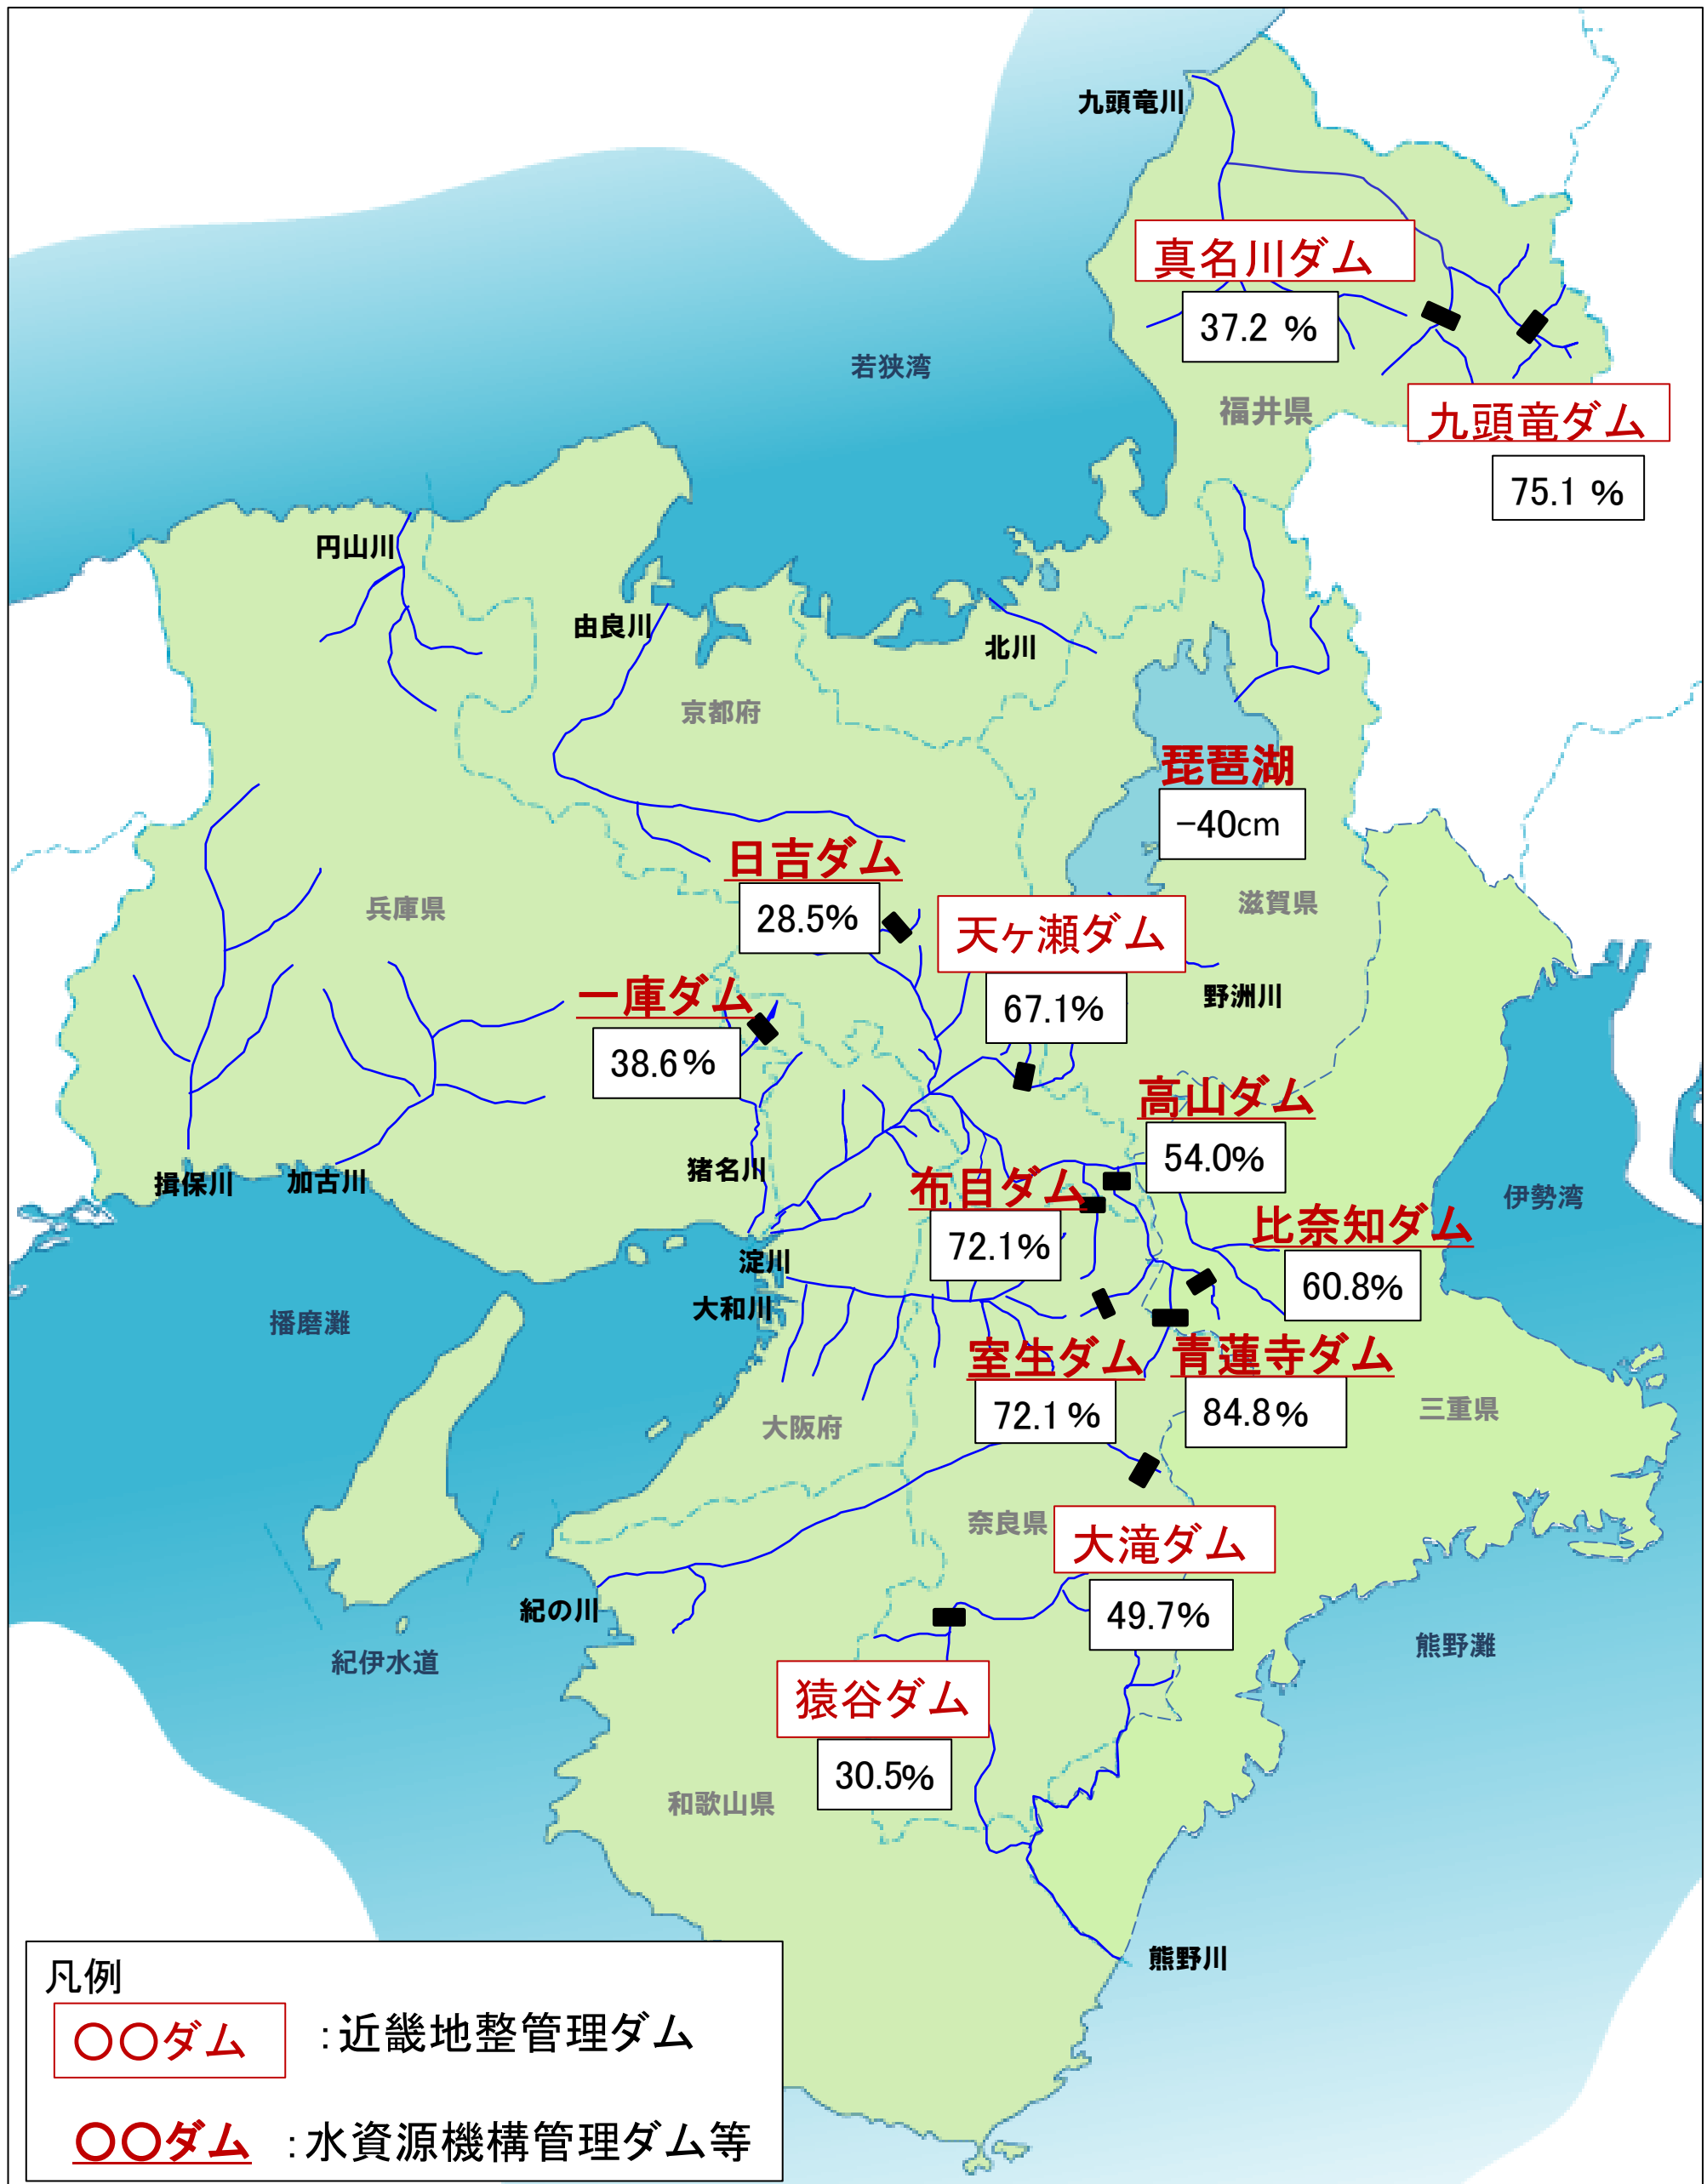 九頭竜川
真名川ダム
37.2 %
若狭湾
福井県
九頭竜ダム
75.1 %
円山川
由良川
北川
京都府
琵琶湖
-40cm
日吉ダム
28.5%
兵庫県
天ヶ瀬ダム
67.1%
滋賀県
野洲川
一庫ダム
38.6%
高山ダム
54.0%
猪名川
揖保川
加古川
布目ダム
72.1%
伊勢湾
比奈知ダム
60.8%
淀川
大和川
播磨灘
室生ダム
72.1%
青蓮寺ダム
84.8%
三重県
大阪府
奈良県
大滝ダム
49.7%
紀の川
紀伊水道
熊野灘
猿谷ダム
30.5%
和歌山県
熊野川
凡例
〇〇ダム :近畿地整管理ダム
〇〇ダム :水資源機構管理ダム等